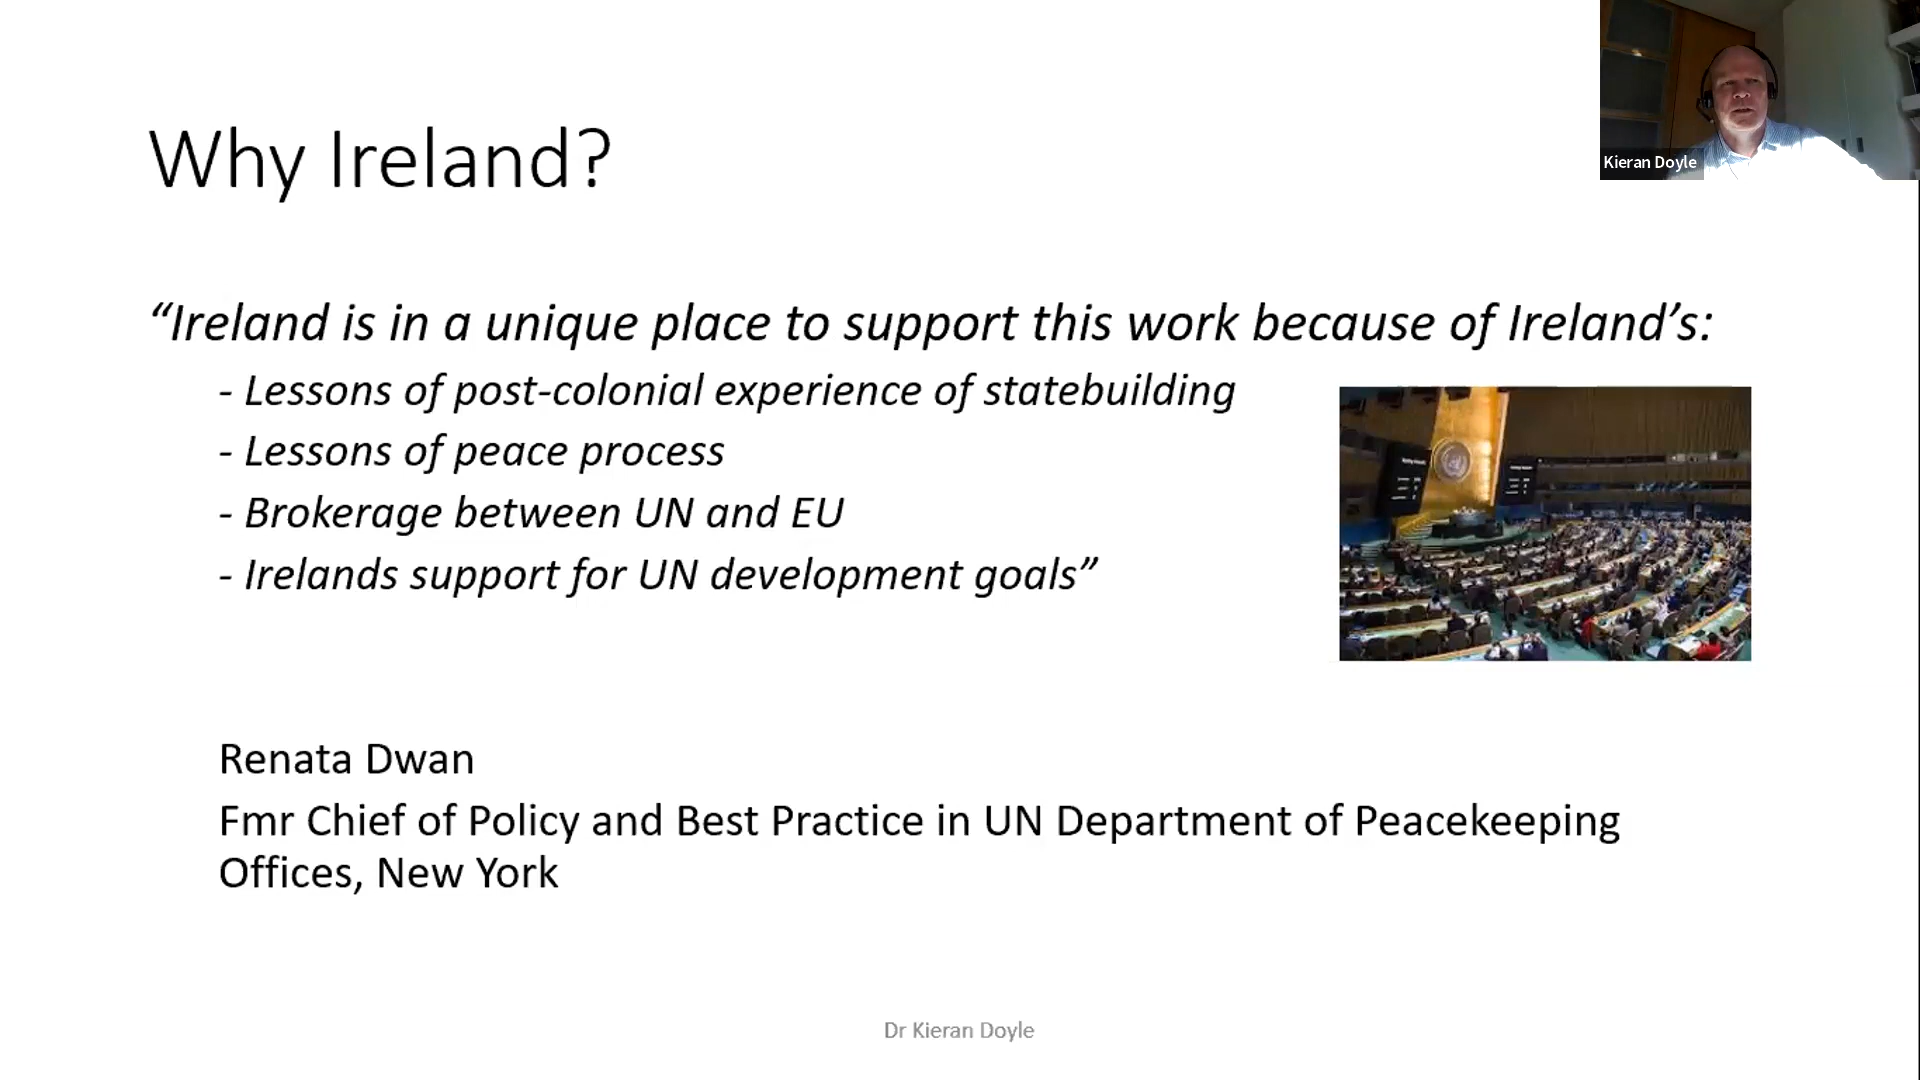 Why Ireland?
Kieran Doyle
“Ireland is in a unique place to support this work because of Ireland’s:
- Lessons of post-colonial experience of statebuilding
- Lessons of peace process
- Brokerage between UN and EU
- Irelands support for UN development goals”
Renata Dwan
Fmr Chief of Policy and Best Practice in UN Department of Peacekeeping
Offices, New York
Dr Kieran Doyle